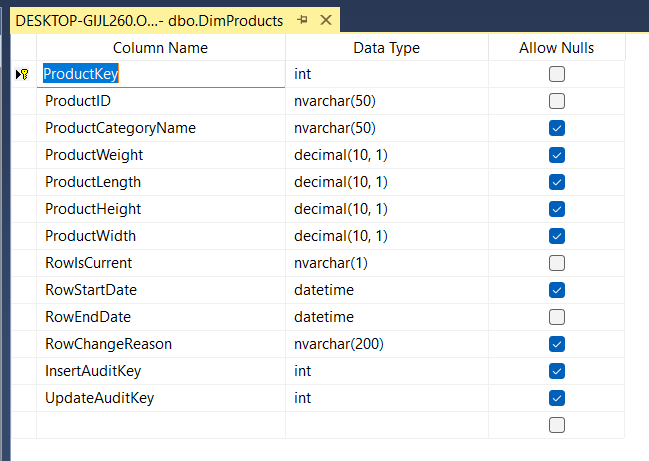 DESKTOP-GIJL260.O...- dbo.DimProducts
Column Name Data Type Allow Nulls
ProductKey int
ProductID nvarchar(50)
ProductCategoryName nvarchar(50)
ProductWeight decimal(10, 1)
ProductLength decimal(10, 1)
ProductHeight decimal(10, 1)
ProductWidth decimal(10, 1)
RowIsCurrent nvarchar(1)
RowStartDate datetime
RowEndDate datetime
RowChangeReason nvarchar(200)
InsertAuditKey int
UpdateAuditKey int